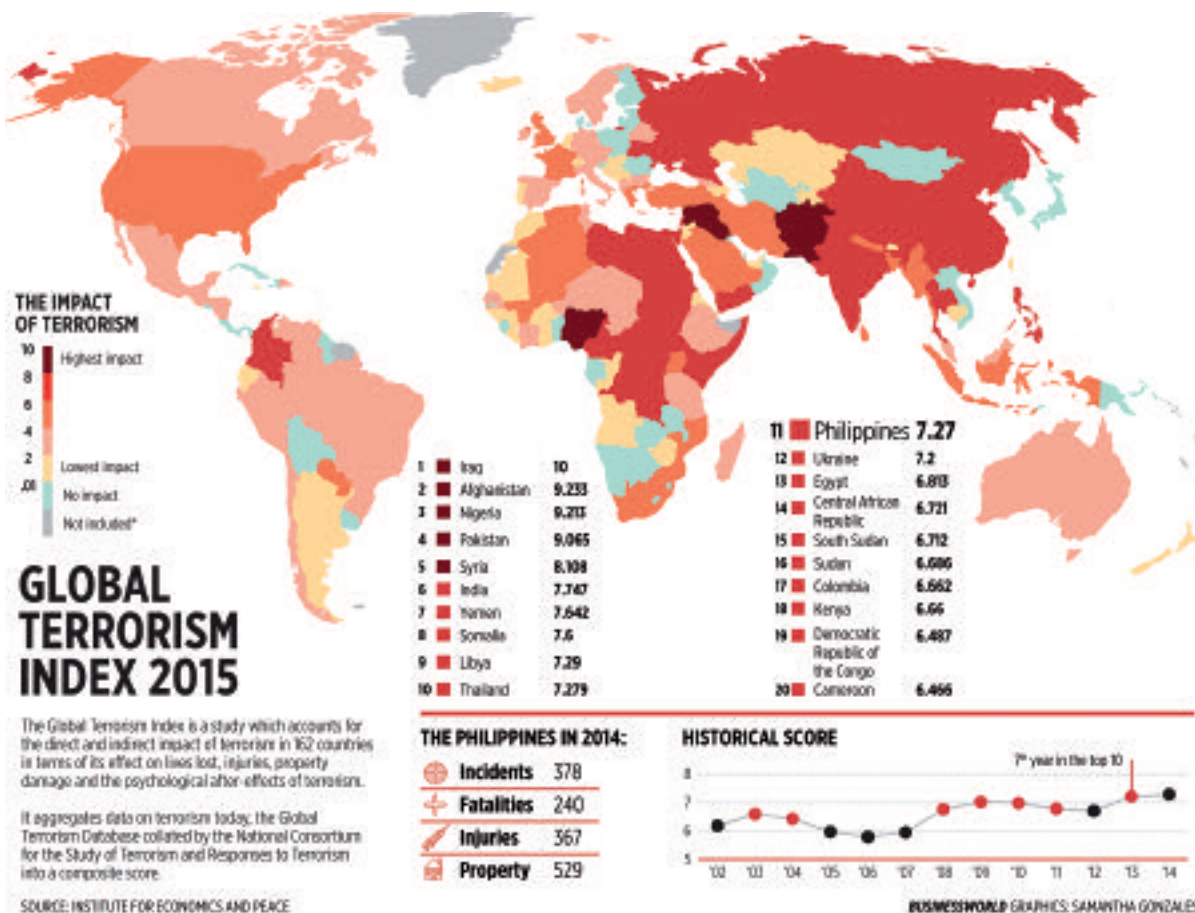 THE IMPACT
OF TERRORISM
10
Highest impact
8
6
4
2
Lowest impact
.01
No impact
Not included*
GLOBAL
TERRORISM
INDEX 2015
The Global Terrorism Index is a study which accounts for
the direct and indirect impact of terrorism in 162 countries
in terms of its effect on lives lost, injuries, property
damage and the psychological after-effects of terrorism.
It aggregates data on terrorism today, the Global
Terrorism Database collated by the National Consortium
for the Study of Terrorism and Responses to Terrorism
into a composite score.
SOURCE: INSTITUTE FOR ECONOMICS AND PEACE
1 Iraq 10
2 Afghanistan 9.233
3 Nigeria 9.213
4 Pakistan 9.065
5 Syria 8.108
6 India 7.747
7 Yemen 7.642
8 Somalia 7.6
9 Libya 7.29
10 Thailand 7.279
11 Philippines 7.27
12 Ukraine 7.2
13 Egypt 6.813
14 Central African
Republic 6.721
15 South Sudan 6.712
16 Sudan 6.686
17 Colombia 6.662
18 Kenya 6.66
19 Democratic 6.487
Republic of
the Congo
20 Cameroon 6.466
THE PHILIPPINES IN 2014:
Incidents 378
Fatalities 240
Injuries 367
Property 529
HISTORICAL SCORE
7th year in the top 10
8
7
6
5
'02 '03 '04 '05 '06 '07 '08 '09 '10 '11 '12 '13 '14
BUSINESSWORLD GRAPHICS: SAMANTHA GONZALES